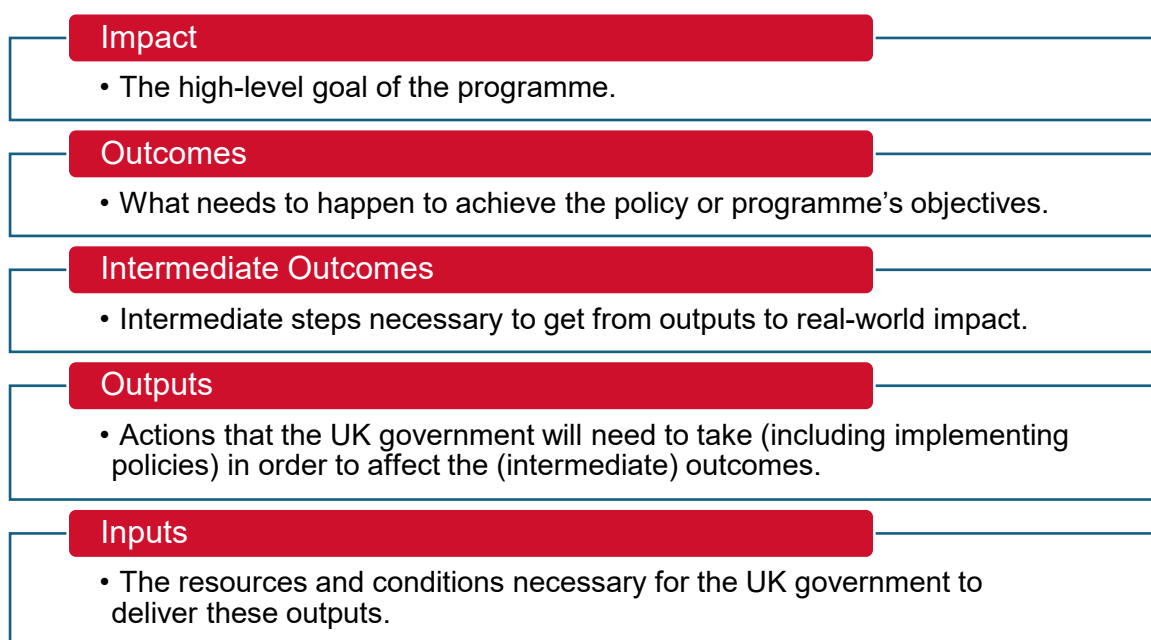 Impact
• The high-level goal of the programme.
Outcomes
• What needs to happen to achieve the policy or programme’s objectives.
Intermediate Outcomes
• Intermediate steps necessary to get from outputs to real-world impact.
Outputs
• Actions that the UK government will need to take (including implementing
policies) in order to affect the (intermediate) outcomes.
Inputs
• The resources and conditions necessary for the UK government to
deliver these outputs.